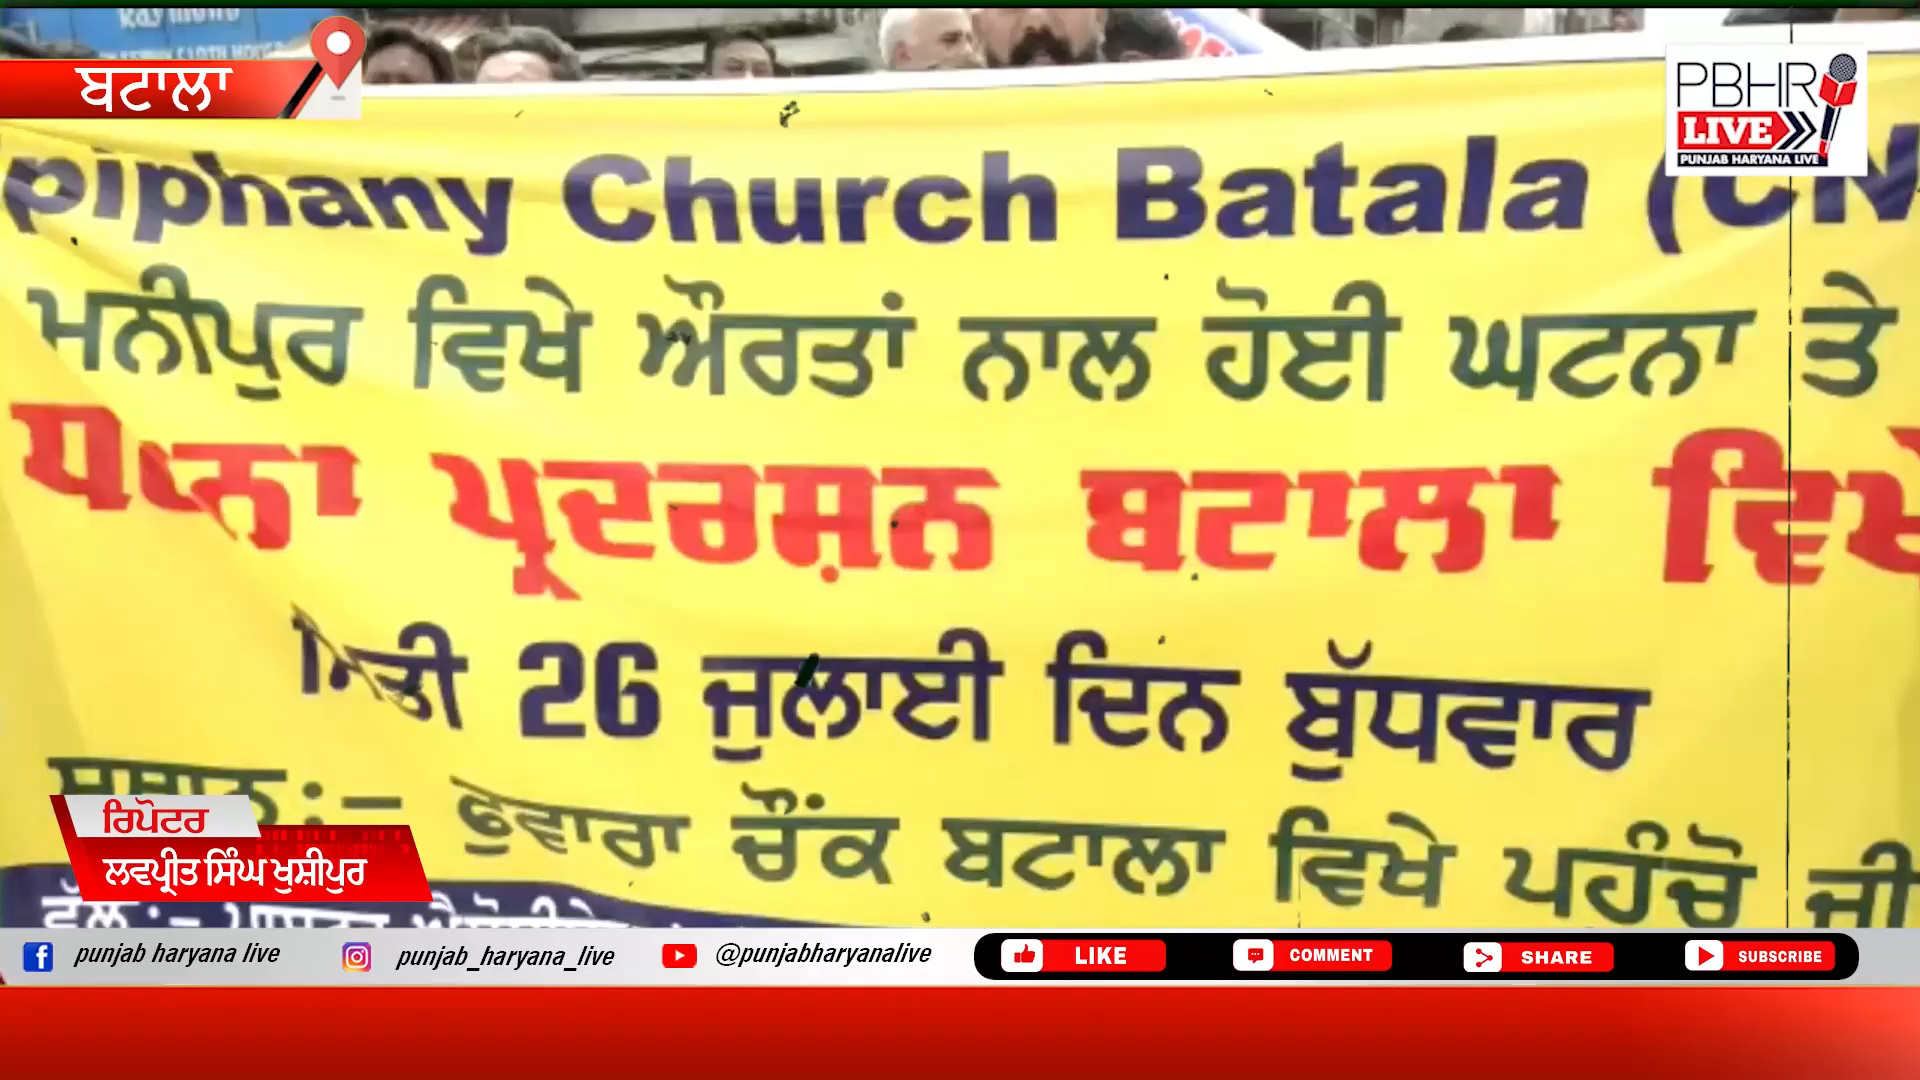 ਬਟਾਲਾ
PBHR
LIVE
PUNJAB HARYANA LIVE
piphany Church Batala (CN
ਮਨੀਪੁਰ ਵਿਖੇ ਔਰਤਾਂ ਨਾਲ ਹੋਈ ਘਟਨਾ ਤੇ
ਪ੍ਰਦਰਸ਼ਨ ਬਟਾਲਾ ਵਿਖੇ
ਮਿਤੀ 26 ਜੁਲਾਈ ਦਿਨ ਬੁੱਧਵਾਰ
:- ਫੁਵਾਰਾ ਚੌਂਕ ਬਟਾਲਾ ਵਿਖੇ ਪਹੁੰਚੋ ਜੀ
ਰਿਪੋਟਰ
ਲਵਪ੍ਰੀਤ ਸਿੰਘ ਖੁਸ਼ੀਪੁਰ
punjab haryana live
punjab_haryana_live
@punjabharyanalive
LIKE
COMMENT
SHARE
SUBSCRIBE